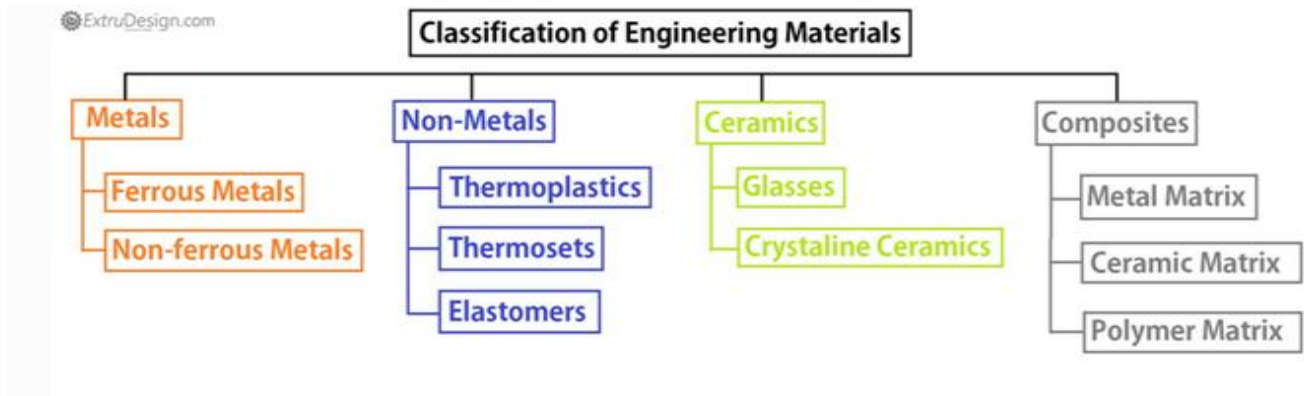 ExtruDesign.com
Classification of Engineering Materials
Metals
Ferrous Metals
Non-ferrous Metals
Non-Metals
Thermoplastics
Thermosets
Elastomers
Ceramics
Glasses
Crystaline Ceramics
Composites
Metal Matrix
Ceramic Matrix
Polymer Matrix